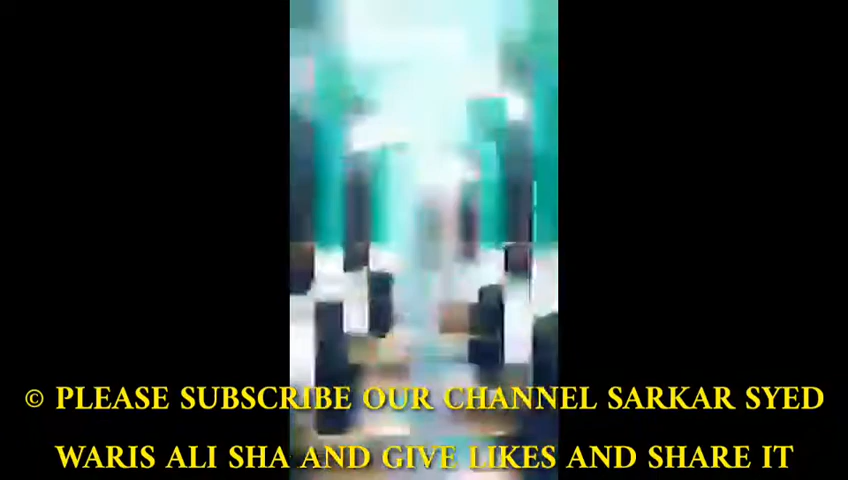 © PLEASE SUBSCRIBE OUR CHANNEL SARKAR SYED
WARIS ALI SHA AND GIVE LIKES AND SHARE IT